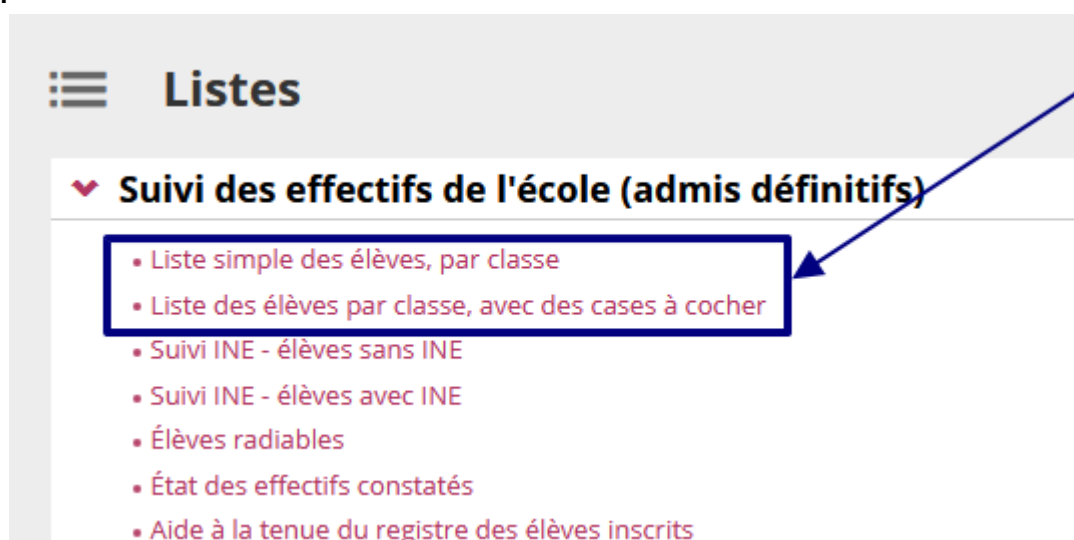 Listes
Suivi des effectifs de l'école (admis définitifs)
Liste simple des élèves, par classe
Liste des élèves par classe, avec des cases à cocher
Suivi INE - élèves sans INE
Suivi INE - élèves avec INE
Élèves radiables
État des effectifs constatés
Aide à la tenue du registre des élèves inscrits